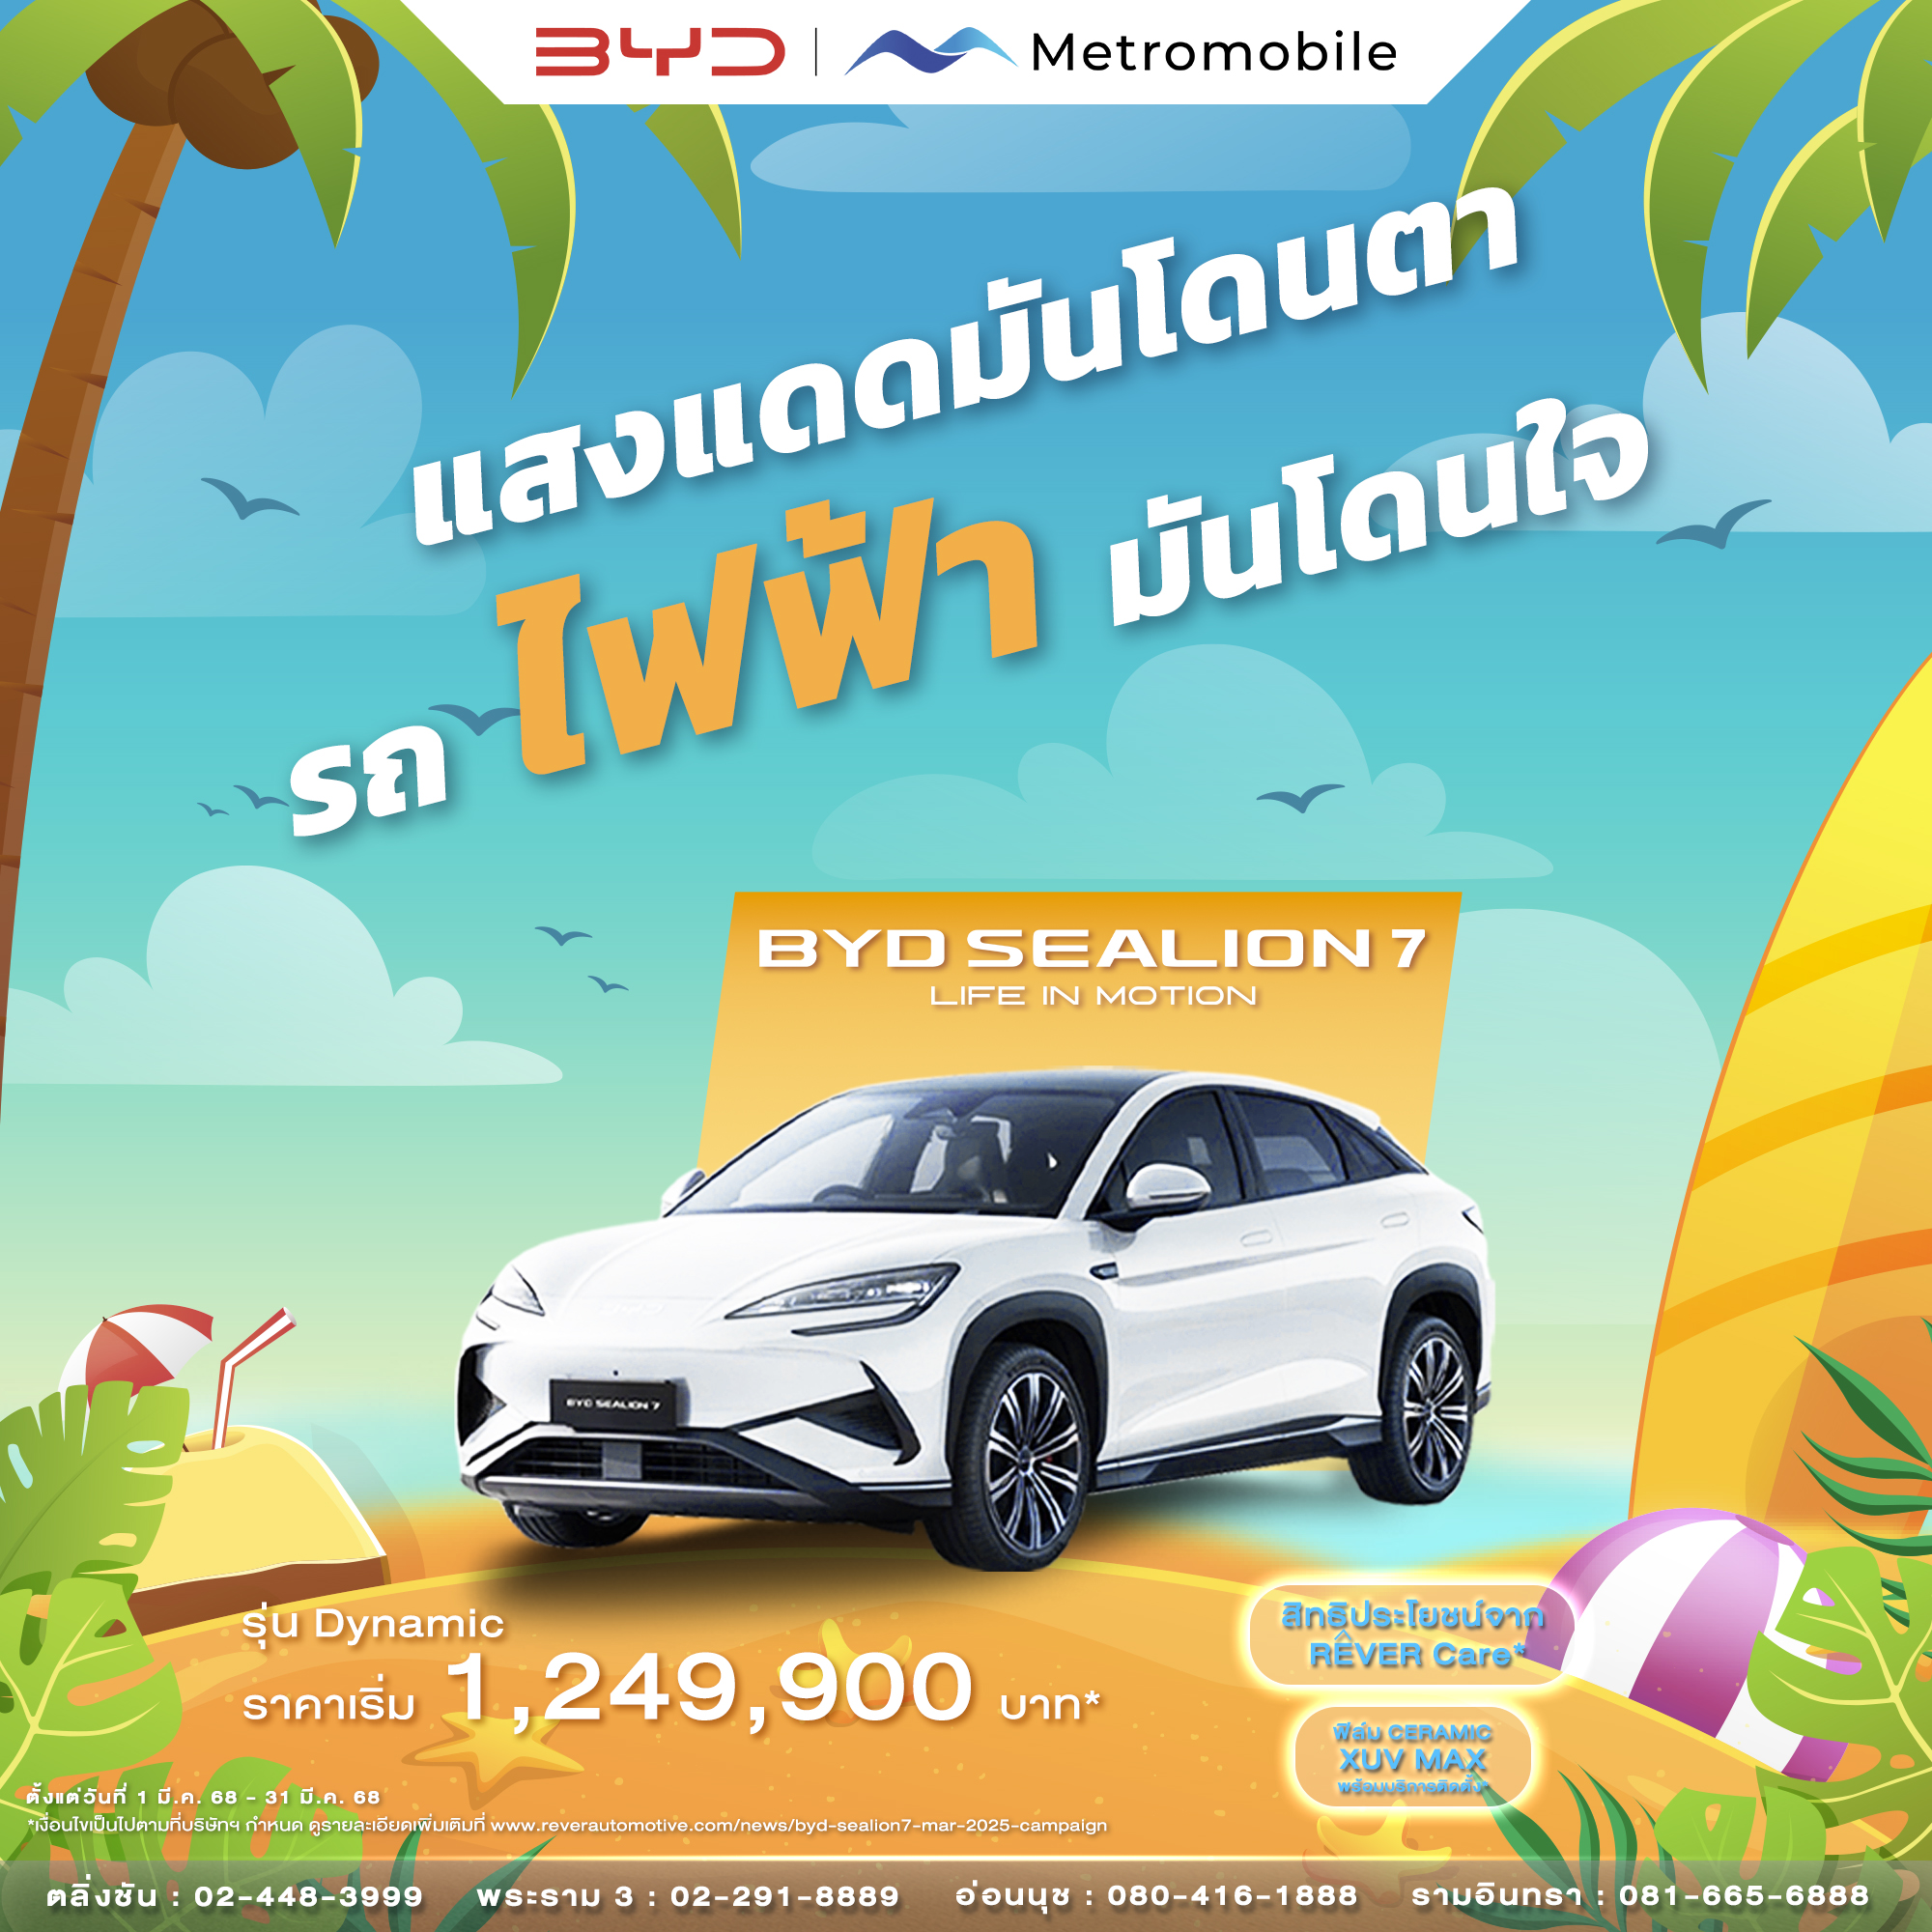 BYD | Metromobile
แสงแดดมันโดนตา
รถ ไฟฟ้า มันโดนใจ
BYD SEALION 7
LIFE IN MOTION
BYD SEALION 7
รุ่น Dynamic
ราคาเริ่ม 1,249,900 บาท*
สิทธิประโยชน์จาก
RÊVER Care*
ฟิล์ม CERAMIC
XUV MAX
พร้อมบริการติดตั้ง*
ตั้งแต่วันที่ 1 มี.ค. 68 - 31 มี.ค. 68
*เงื่อนไขเป็นไปตามที่บริษัทฯ กำหนด ดูรายละเอียดเพิ่มเติมที่ www.reverautomotive.com/news/byd-sealion7-mar-2025-campaign
ตลิ่งชัน : 02-448-3999 พระราม 3 : 02-291-8889 อ่อนนุช : 080-416-1888 รามอินทรา : 081-665-6888